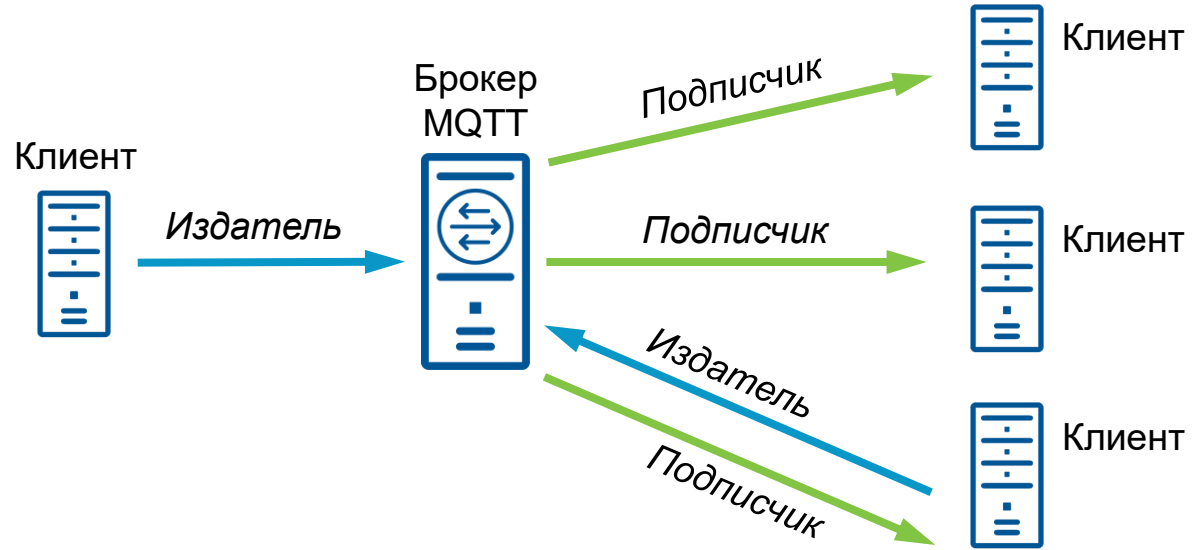 Клиент
Издатель
Брокер
MQTT
Подписчик
Клиент
Подписчик
Клиент
Издатель
Подписчик
Клиент